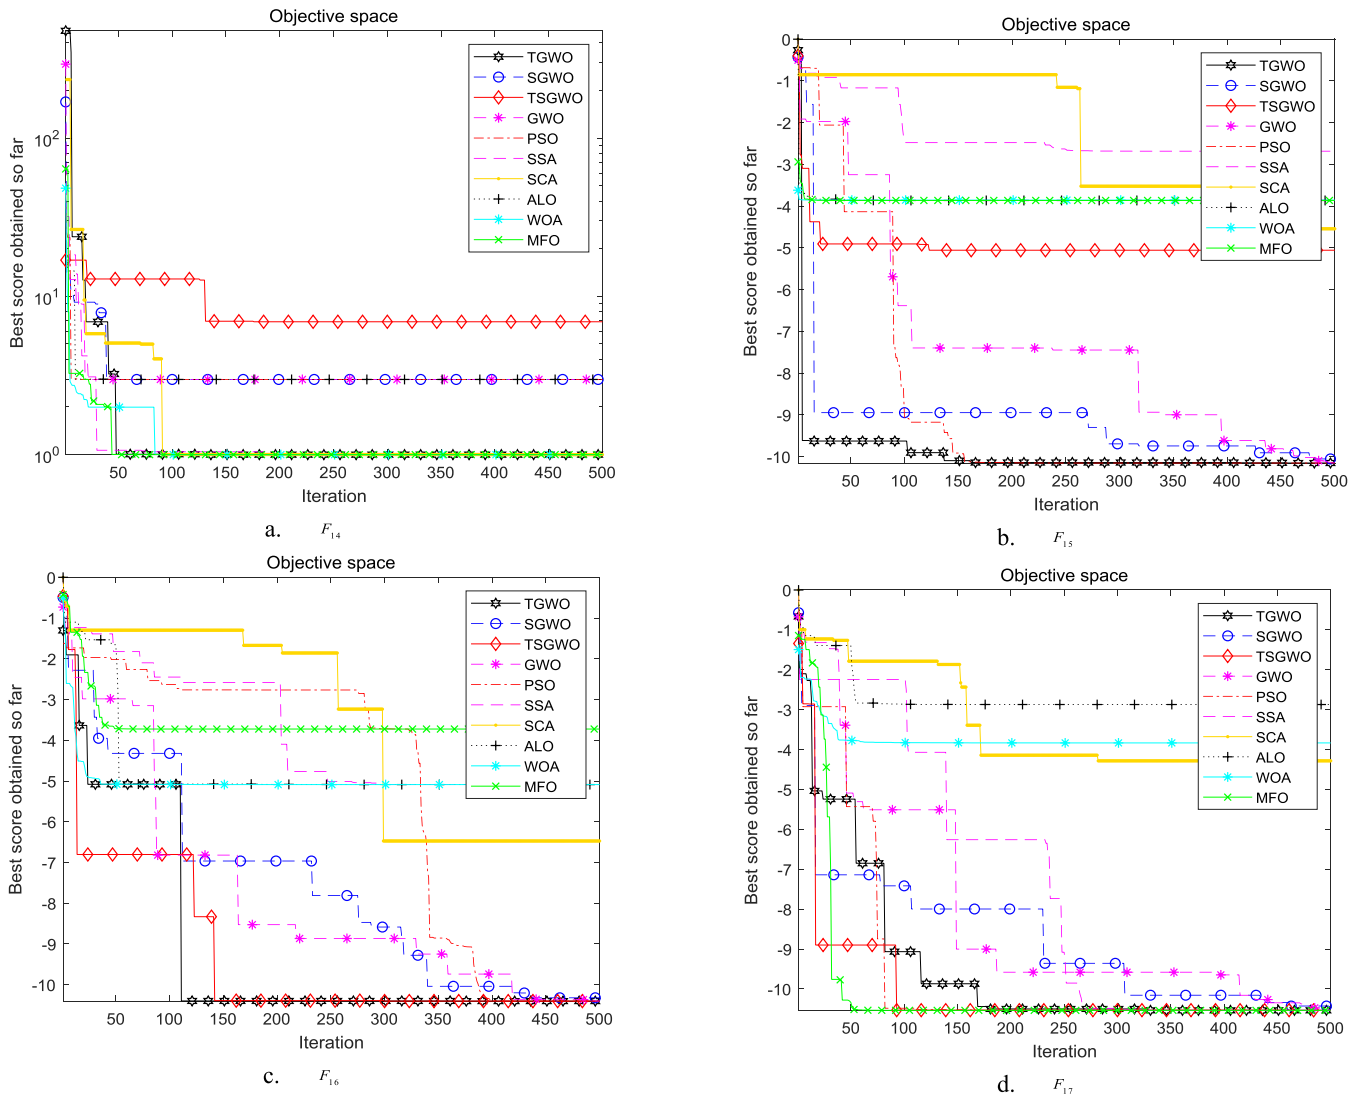 Objective space
Best score obtained so far
10^2
10^1
10^0
50 100 150 200 250 300 350 400 450 500
Iteration
TGWO
SGWO
TSGWO
GWO
PSO
SSA
SCA
ALO
WOA
MFO
a. F_14
Objective space
Best score obtained so far
0
-1
-2
-3
-4
-5
-6
-7
-8
-9
-10
50 100 150 200 250 300 350 400 450 500
Iteration
TGWO
SGWO
TSGWO
GWO
PSO
SSA
SCA
ALO
WOA
MFO
b. F_15
Objective space
Best score obtained so far
0
-1
-2
-3
-4
-5
-6
-7
-8
-9
-10
50 100 150 200 250 300 350 400 450 500
Iteration
TGWO
SGWO
TSGWO
GWO
PSO
SSA
SCA
ALO
WOA
MFO
c. F_16
Objective space
Best score obtained so far
0
-1
-2
-3
-4
-5
-6
-7
-8
-9
-10
50 100 150 200 250 300 350 400 450 500
Iteration
TGWO
SGWO
TSGWO
GWO
PSO
SSA
SCA
ALO
WOA
MFO
d. F_17